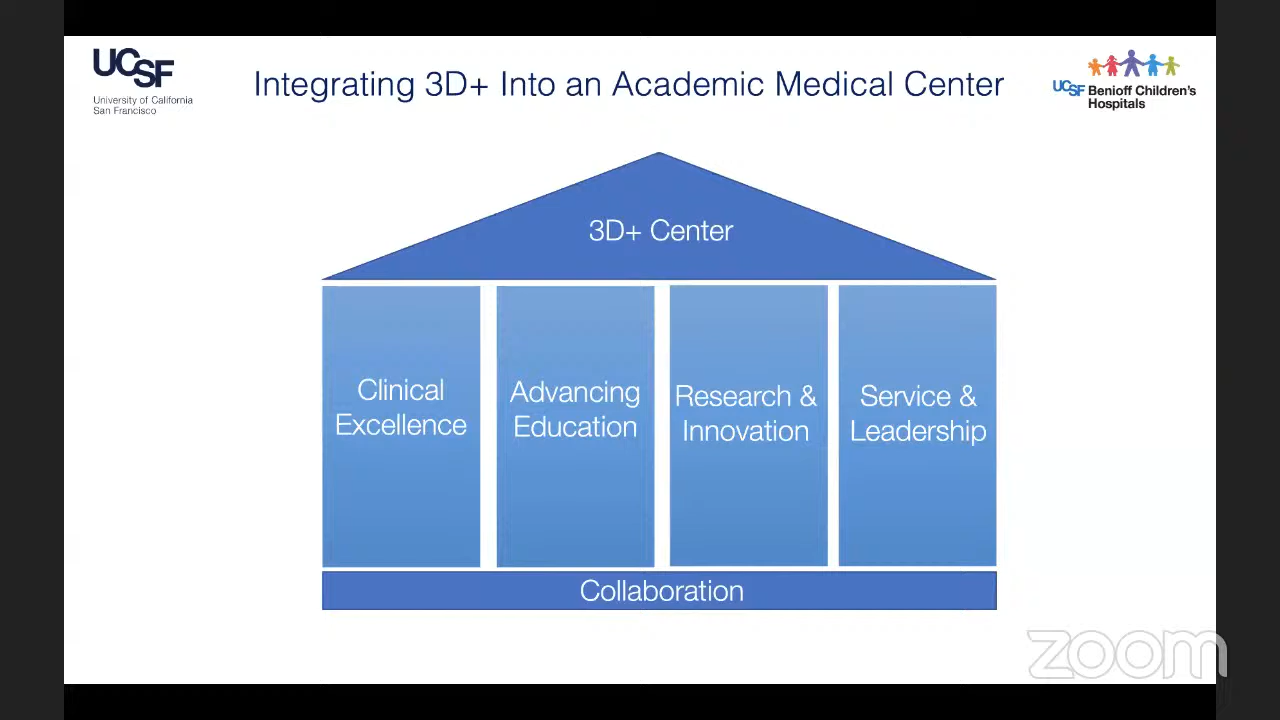 UCSF
University of California
San Francisco
Integrating 3D+ Into an Academic Medical Center
UCSF Benioff Children's
Hospitals
3D+ Center
Clinical
Excellence
Advancing
Education
Research &
Innovation
Service &
Leadership
Collaboration
zoom